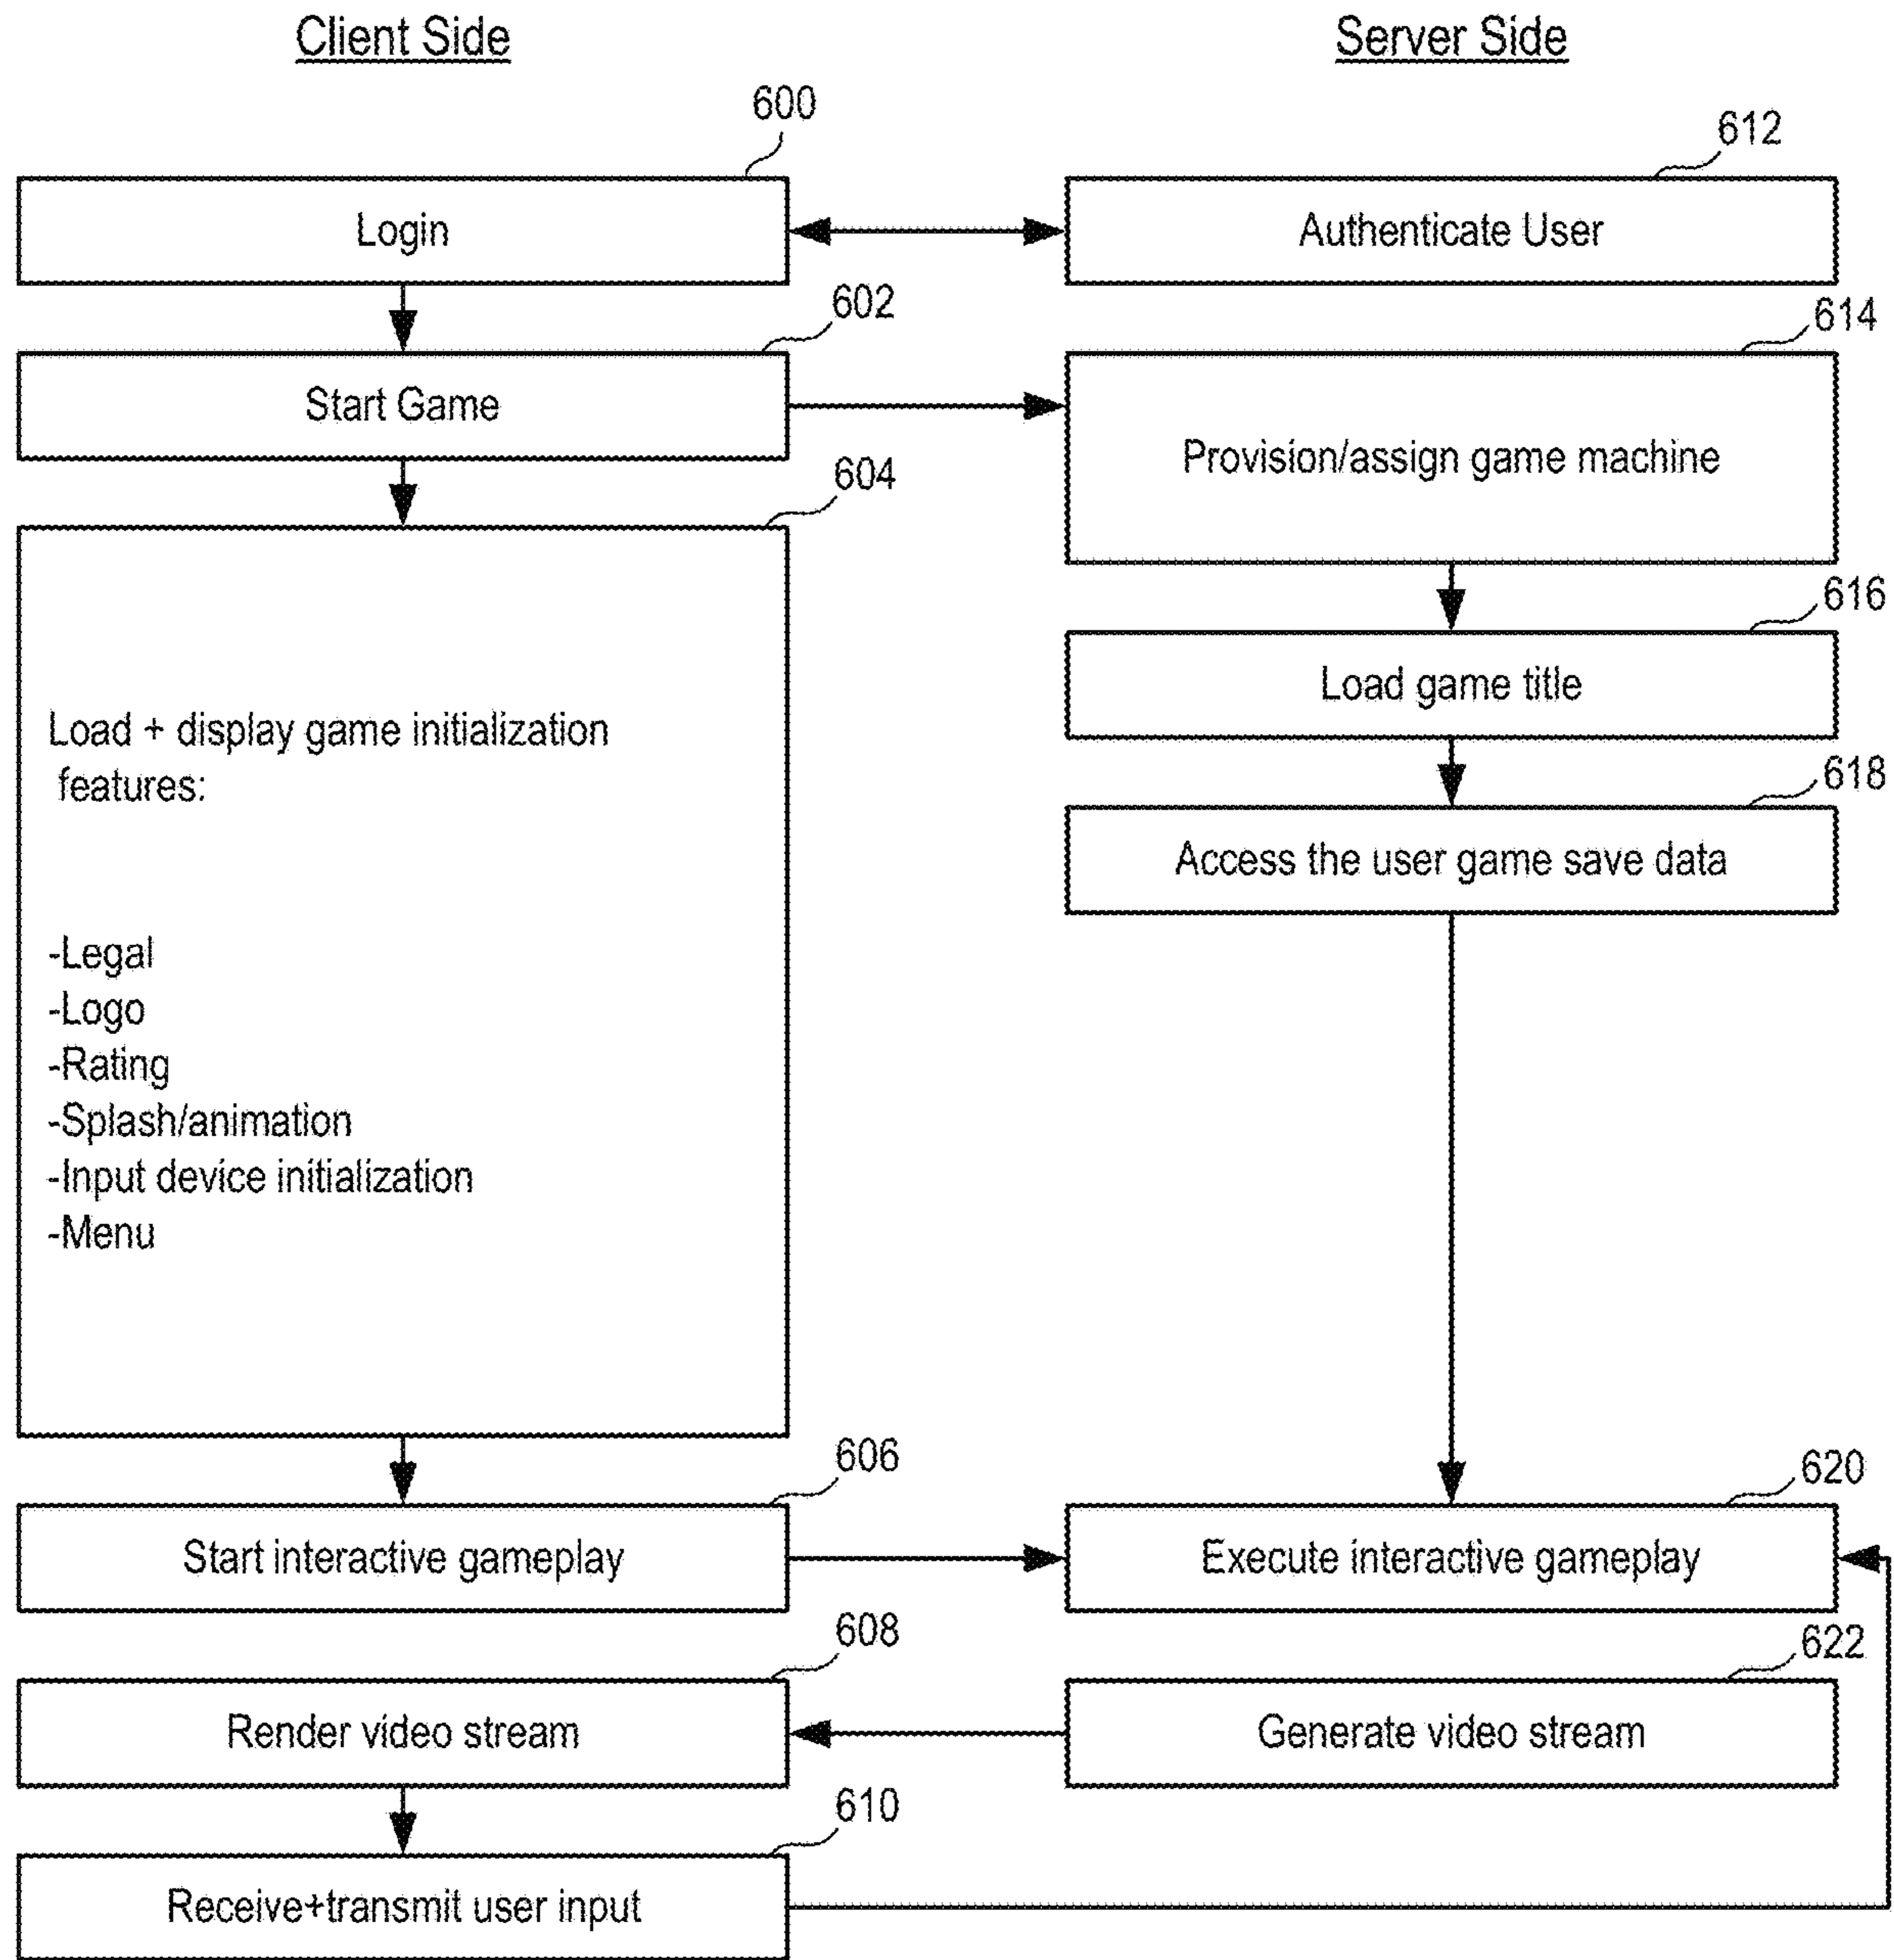 Client Side
Server Side
600
612
Login
Authenticate User
602
614
Start Game
Provision/assign game machine
604
616
Load game title
Load + display game initialization
features:
618
Access the user game save data
-Legal
-Logo
-Rating
-Splash/animation
-Input device initialization
-Menu
606
620
Start interactive gameplay
Execute interactive gameplay
608
622
Render video stream
Generate video stream
610
Receive+transmit user input